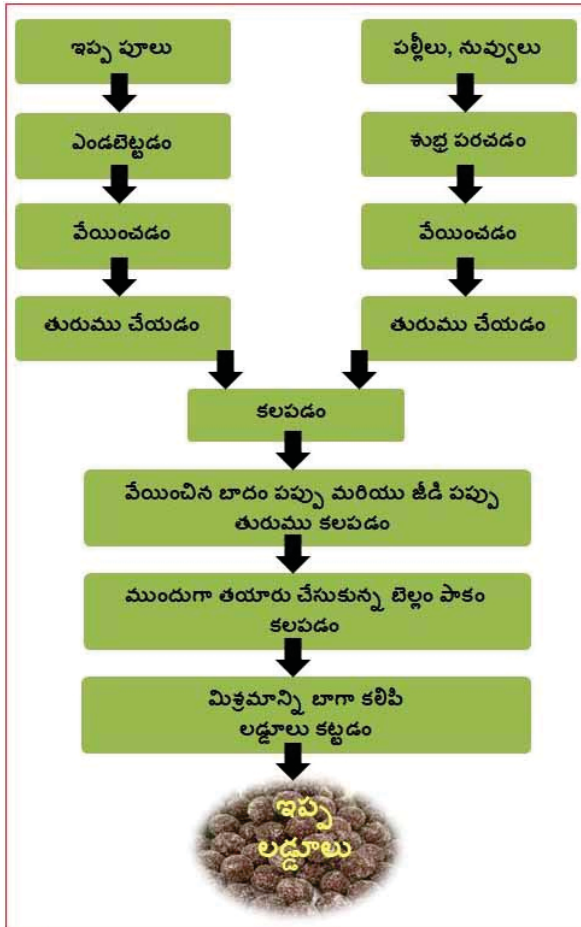 ఇప్ప పూలు
పల్లీలు, నువ్వులు
ఎండబెట్టడం
శుభ్ర పరచడం
వేయించడం
వేయించడం
తురుము చేయడం
తురుము చేయడం
కలపడం
వేయించిన బాదం పప్పు మరియు జీడి పప్పు
తురుము కలపడం
ముందుగా తయారు చేసుకున్న బెల్లం పాకం
కలపడం
మిశ్రమాన్ని బాగా కలిపి
లడ్డూలు కట్టడం
ఇప్ప
లడ్డూలు